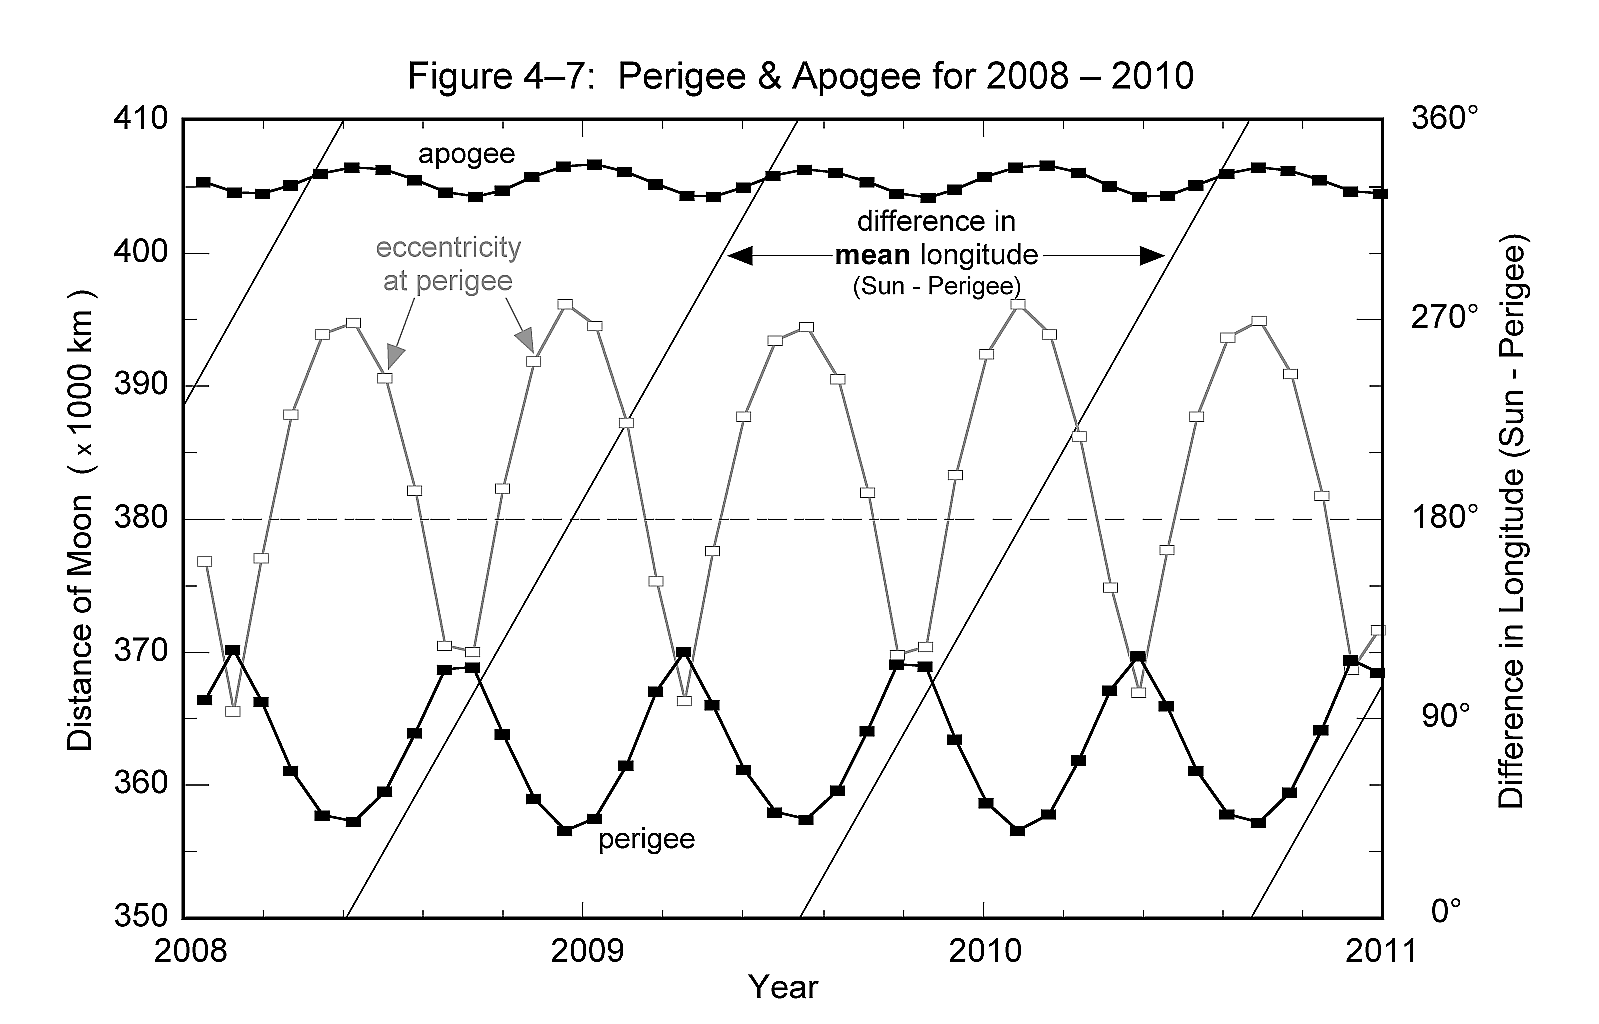 Figure 4–7:  Perigee & Apogee for 2008 – 2010
410
400
390
380
370
360
350
360°
270°
180°
90°
0°
Distance of Moon  ( x 1000 km )
Difference in Longitude (Sun - Perigee)
apogee
eccentricity
at perigee
difference in
mean longitude
(Sun - Perigee)
perigee
2008
2009
2010
2011
Year